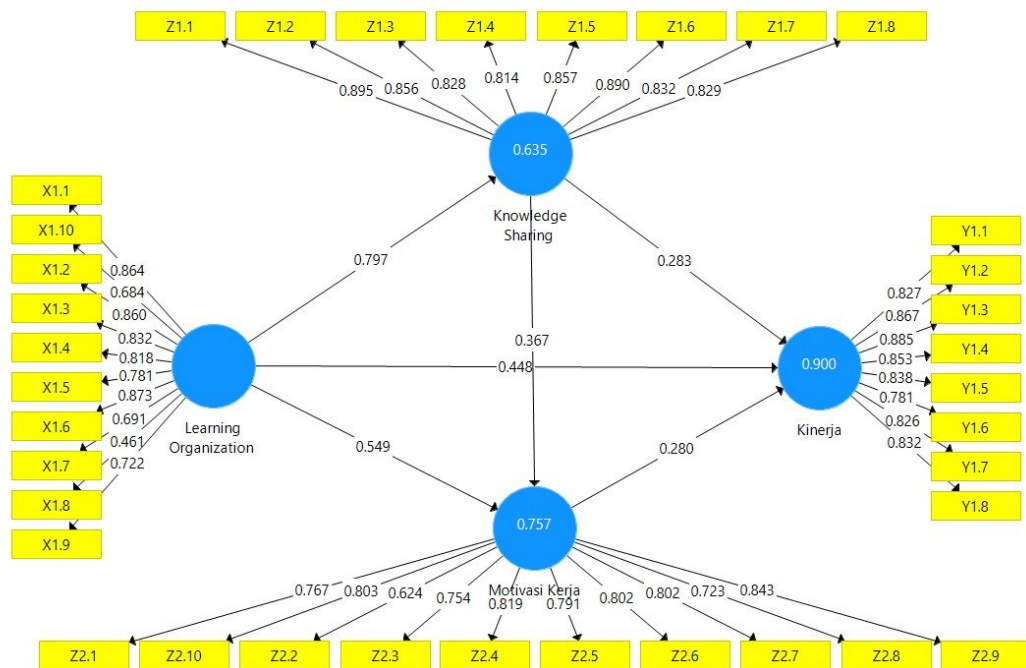 Z1.1 Z1.2 Z1.3 Z1.4 Z1.5 Z1.6 Z1.7 Z1.8
0.895 0.856 0.828 0.814 0.857 0.890 0.832 0.829
0.635
Knowledge
Sharing
X1.1
X1.10
X1.2
X1.3
X1.4
X1.5
X1.6
X1.7
X1.8
X1.9
0.864
0.684
0.860
0.832
0.818
0.781
0.873
0.691
0.461
0.722
Learning
Organization
0.797
0.283
0.367
0.448
0.549
0.280
0.900
Kinerja
0.827
0.867
0.885
0.853
0.838
0.781
0.826
0.832
Y1.1
Y1.2
Y1.3
Y1.4
Y1.5
Y1.6
Y1.7
Y1.8
0.757
Motivasi Kerja
0.767 0.803 0.624 0.754 0.819 0.791 0.802 0.802 0.723 0.843
Z2.1 Z2.10 Z2.2 Z2.3 Z2.4 Z2.5 Z2.6 Z2.7 Z2.8 Z2.9